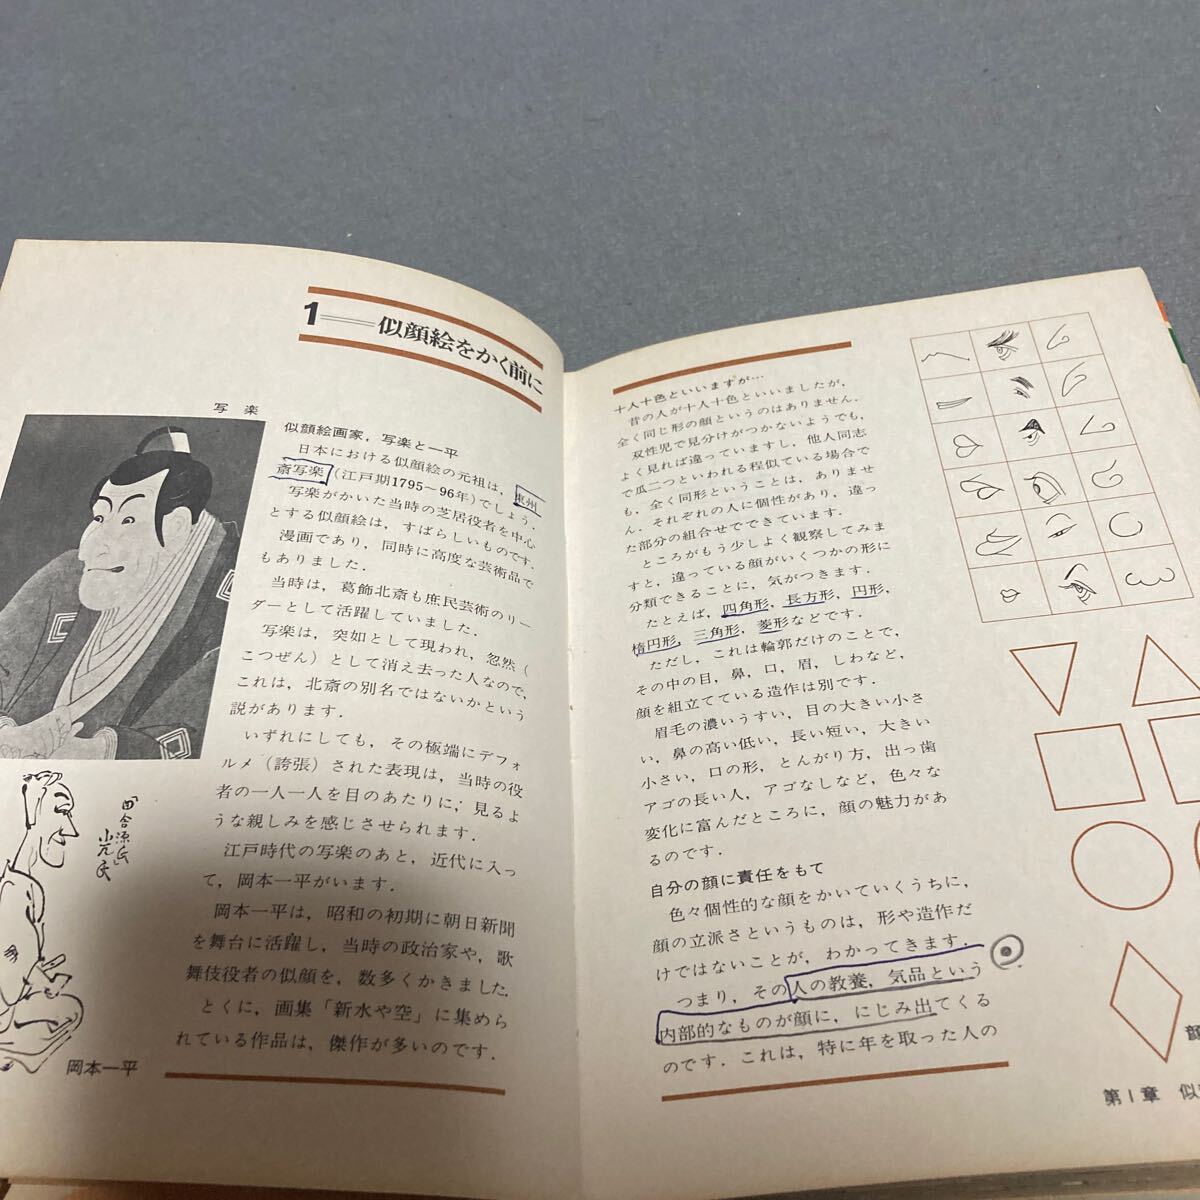 1 似顔絵をかく前に
写楽
似顔絵画家，写楽と一平
日本における似顔絵の元祖は，東州
斎写楽（江戸期1795〜96年）でしょう．
写楽がかいた当時の芝居役者を中心
とする似顔絵は，すばらしいものです．
漫画であり，同時に高度な芸術品で
もありました．
当時は，葛飾北斎も庶民芸術のリー
ダーとして活躍していました．
写楽は，突如として現われ，忽然（
こつぜん）として消え去った人なので，
これは，北斎の別名ではないかという
説があります．
いずれにしても，その極端にデフォ
ルメ（誇張）された表現は，当時の役
者の一人一人を目のあたりに，見るよ
うな親しみを感じさせられます．
江戸時代の写楽のあと，近代に入っ
て，岡本一平がいます．
岡本一平は，昭和の初期に朝日新聞
を舞台に活躍し，当時の政治家や，歌
舞伎役者の似顔を，数多くかきました．
とくに，画集「新水や空」に集めら
れている作品は，傑作が多いのです．
岡本一平
十人十色といいますが…
昔の人が十人十色といいましたが，
全く同じ形の顔というのはありません．
双性児で見分けがつかないようでも，
よく見れば違っていますし，他人同志
で瓜二つといわれる程似ている場合で
も，全く同形ということは，ありませ
ん．それぞれの人に個性があり，違っ
た部分の組合せでできています．
ところがもう少しよく観察してみま
すと，違っている顔がいくつかの形に
分類できることに，気がつきます．
たとえば，四角形，長方形，円形，
楕円形，三角形，菱形などです．
ただし，これは輪郭だけのことで，
その中の目，鼻，口，眉，しわなど，
顔を組立てている造作は別です．
眉毛の濃いうすい，目の大きい小さ
い，鼻の高い低い，長い短い，大きい
小さい，口の形，とんがり方，出っ歯
アゴの長い人，アゴなしなど，色々な
変化に富んだところに，顔の魅力があ
るのです．
自分の顔に責任をもて
色々個性的な顔をかいていくうちに，
顔の立派さというものは，形や造作だ
けではないことが，わかってきます．
つまり，その人の教養，気品という
内部的なものが顔に，にじみ出てくる
のです．これは，特に年を取った人の
顔
第1章 似